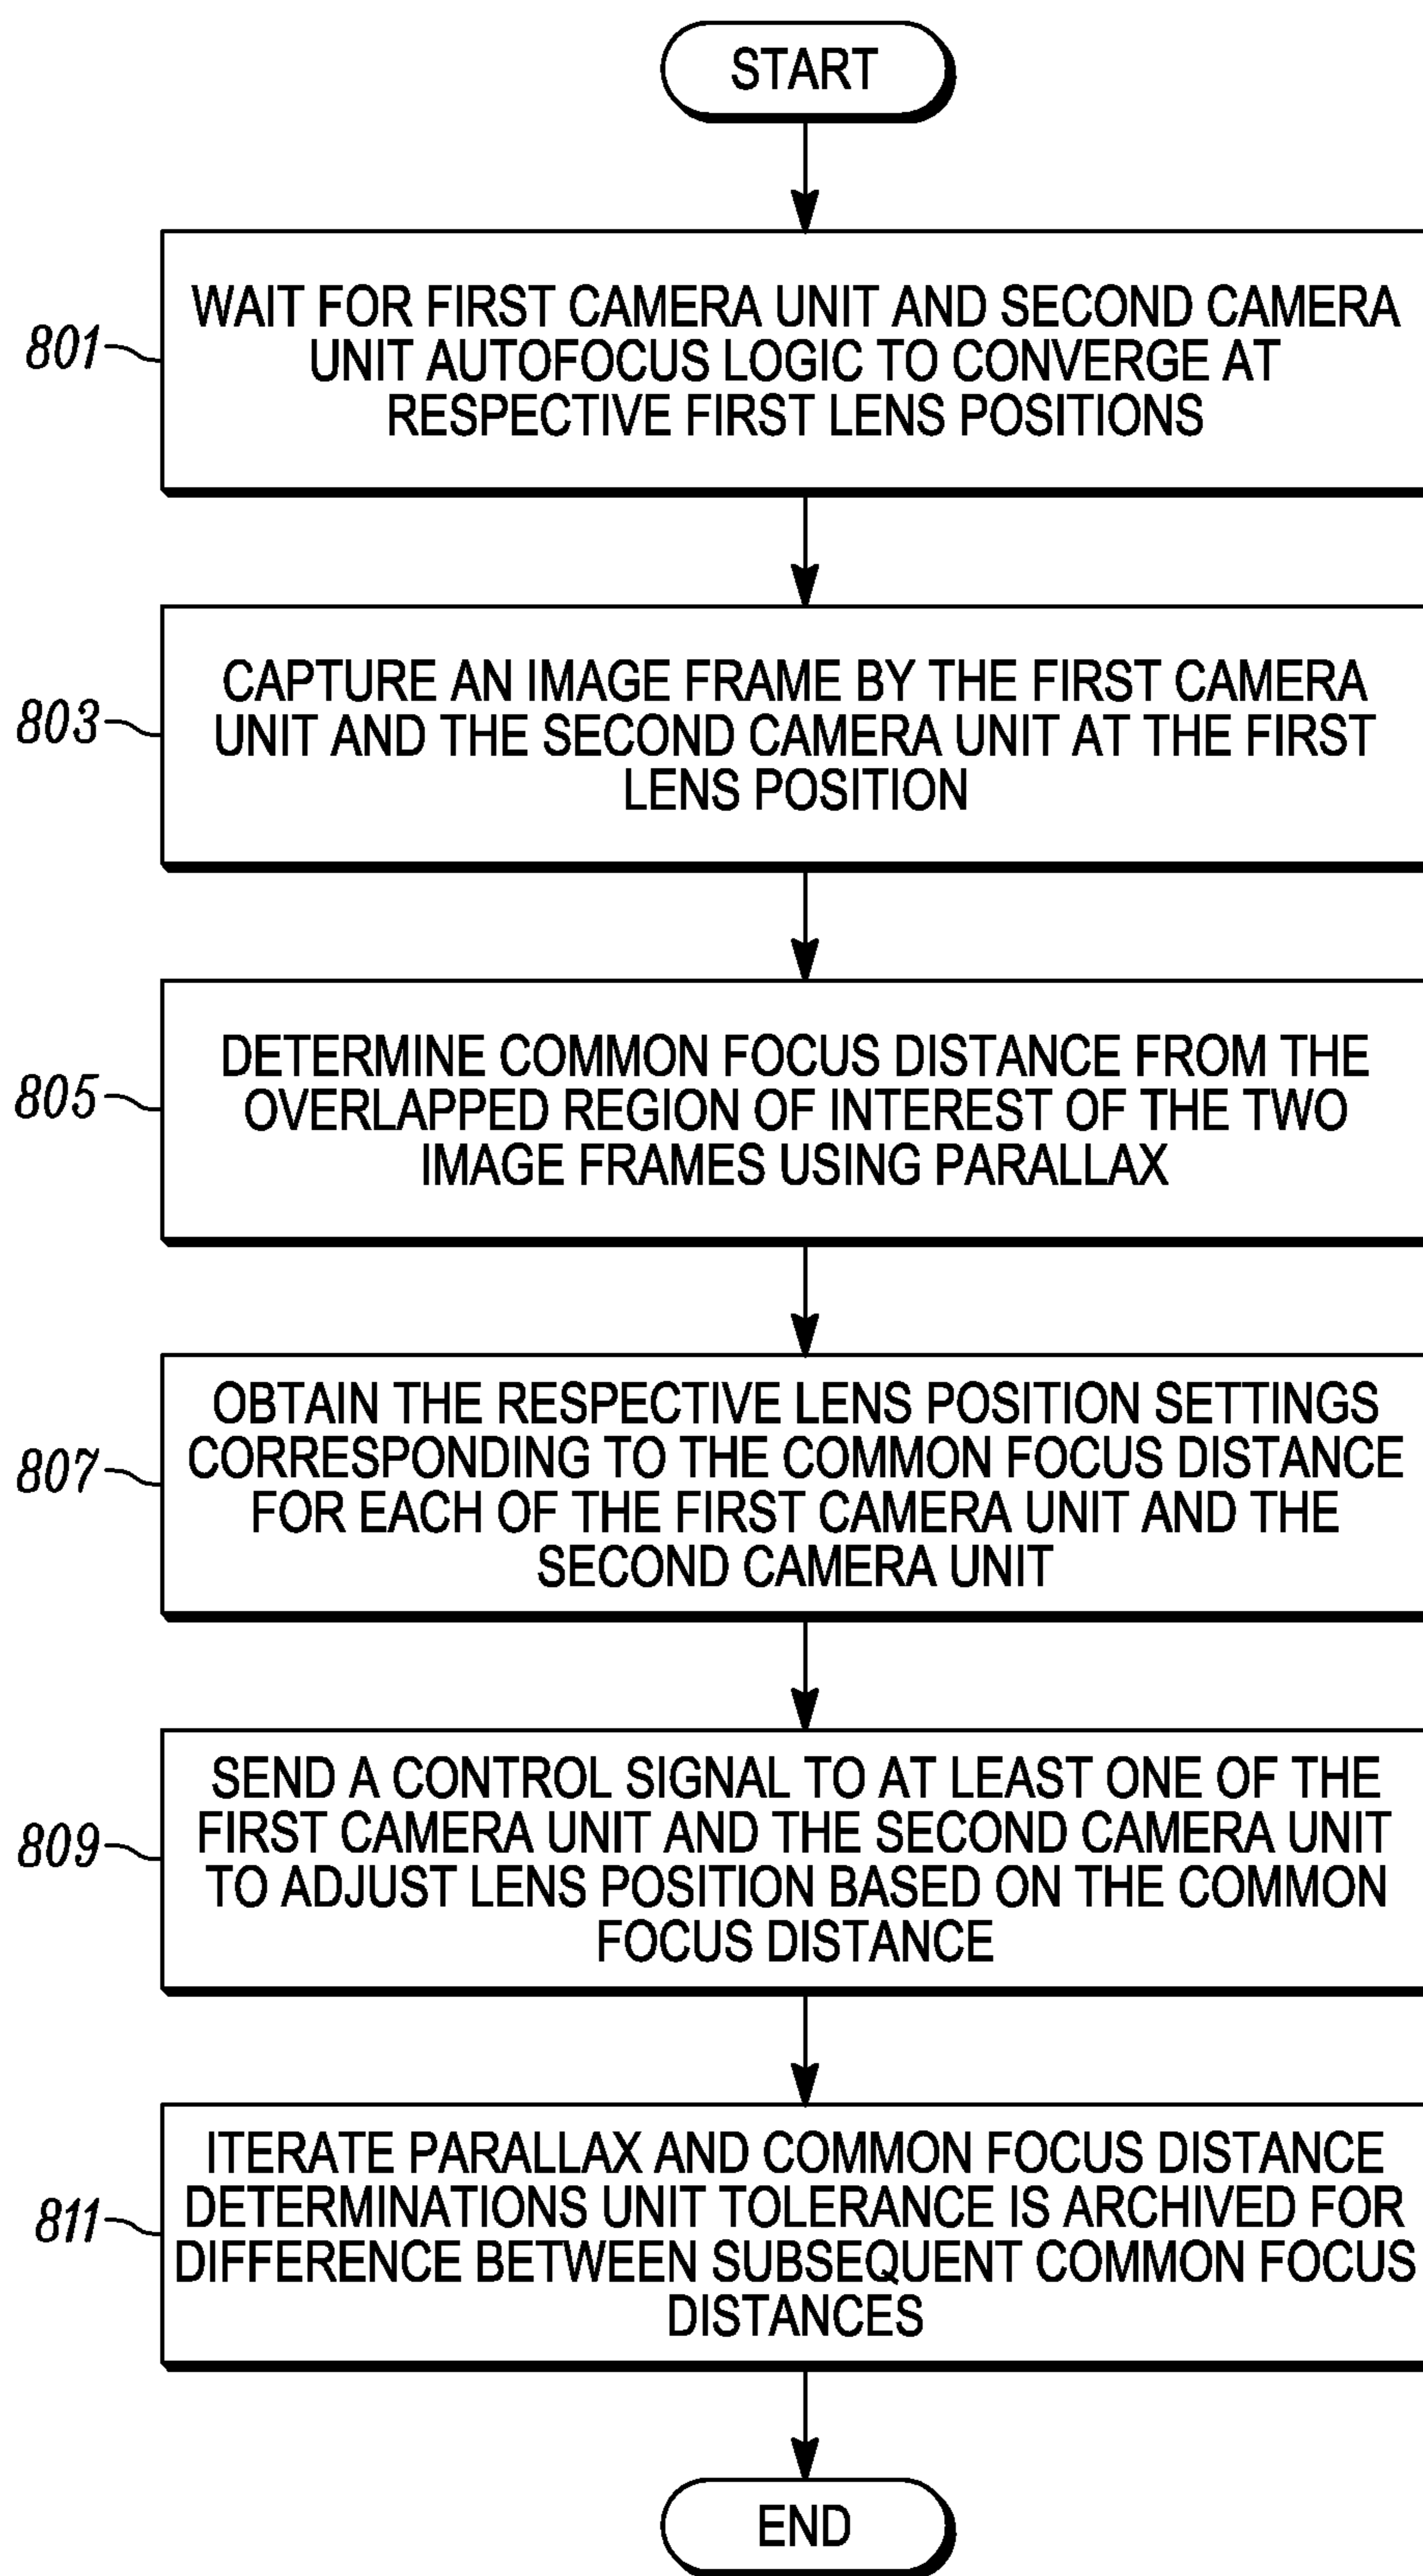 START
801
WAIT FOR FIRST CAMERA UNIT AND SECOND CAMERA
UNIT AUTOFOCUS LOGIC TO CONVERGE AT
RESPECTIVE FIRST LENS POSITIONS
803
CAPTURE AN IMAGE FRAME BY THE FIRST CAMERA
UNIT AND THE SECOND CAMERA UNIT AT THE FIRST
LENS POSITION
805
DETERMINE COMMON FOCUS DISTANCE FROM THE
OVERLAPPED REGION OF INTEREST OF THE TWO
IMAGE FRAMES USING PARALLAX
807
OBTAIN THE RESPECTIVE LENS POSITION SETTINGS
CORRESPONDING TO THE COMMON FOCUS DISTANCE
FOR EACH OF THE FIRST CAMERA UNIT AND THE
SECOND CAMERA UNIT
809
SEND A CONTROL SIGNAL TO AT LEAST ONE OF THE
FIRST CAMERA UNIT AND THE SECOND CAMERA UNIT
TO ADJUST LENS POSITION BASED ON THE COMMON
FOCUS DISTANCE
811
ITERATE PARALLAX AND COMMON FOCUS DISTANCE
DETERMINATIONS UNIT TOLERANCE IS ARCHIVED FOR
DIFFERENCE BETWEEN SUBSEQUENT COMMON FOCUS
DISTANCES
END